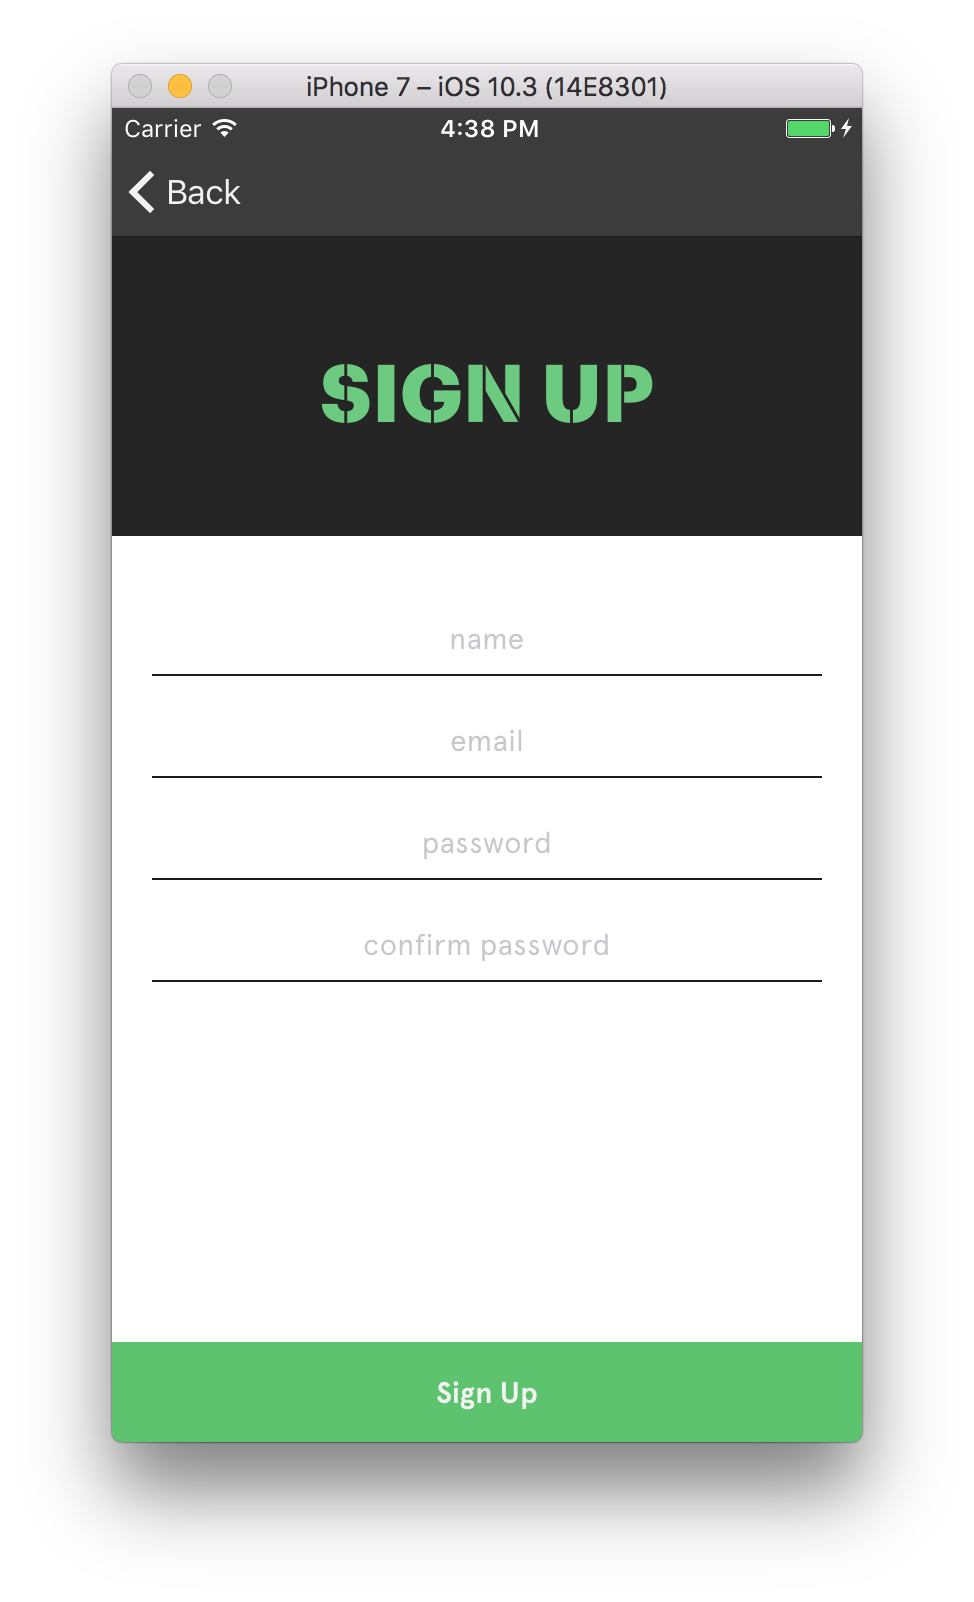 iPhone 7 – iOS 10.3 (14E8301)
Carrier 4:38 PM
Back
SIGN UP
name
email
password
confirm password
Sign Up